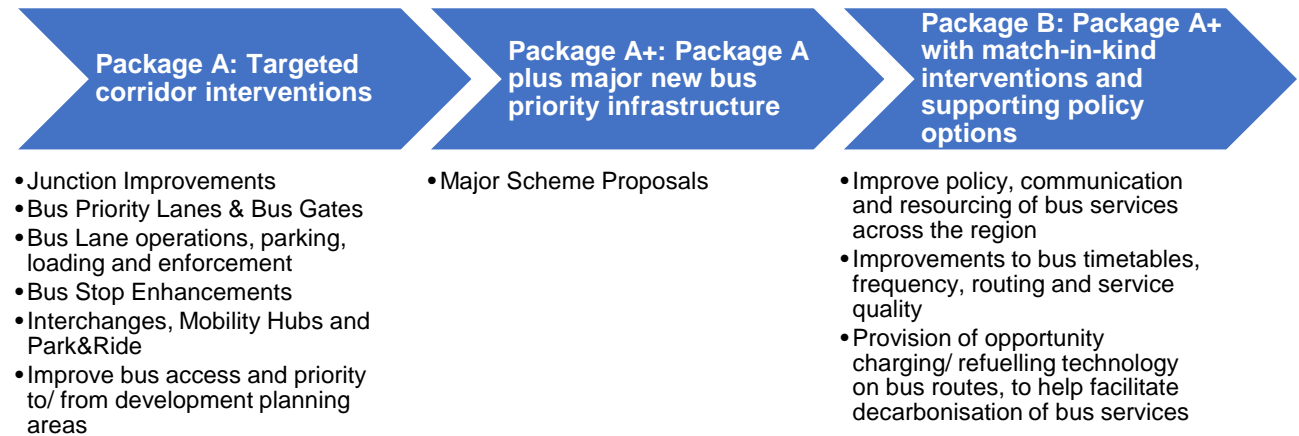 Package A: Targeted
corridor interventions
•Junction Improvements
•Bus Priority Lanes & Bus Gates
•Bus Lane operations, parking,
loading and enforcement
•Bus Stop Enhancements
•Interchanges, Mobility Hubs and
Park&Ride
•Improve bus access and priority
to/ from development planning
areas
Package A+: Package A
plus major new bus
priority infrastructure
•Major Scheme Proposals
Package B: Package A+
with match-in-kind
interventions and
supporting policy
options
•Improve policy, communication
and resourcing of bus services
across the region
•Improvements to bus timetables,
frequency, routing and service
quality
•Provision of opportunity
charging/ refuelling technology
on bus routes, to help facilitate
decarbonisation of bus services